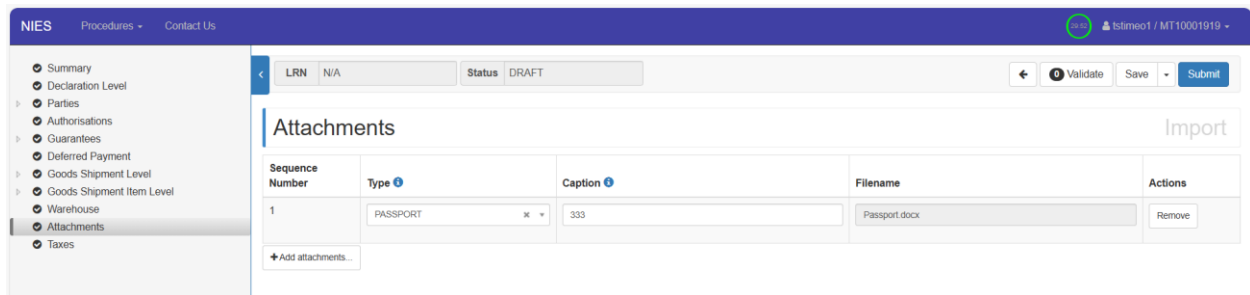 NIES Procedures Contact Us 29:52 tstimeo1 / MT10001919
Summary
Declaration Level
Parties
Authorisations
Guarantees
Deferred Payment
Goods Shipment Level
Goods Shipment Item Level
Warehouse
Attachments
Taxes
LRN N/A Status DRAFT 0 Validate Save Submit
Attachments Import
Sequence Number Type Caption Filename Actions
1 PASSPORT 333 Passport.docx Remove
+Add attachments...